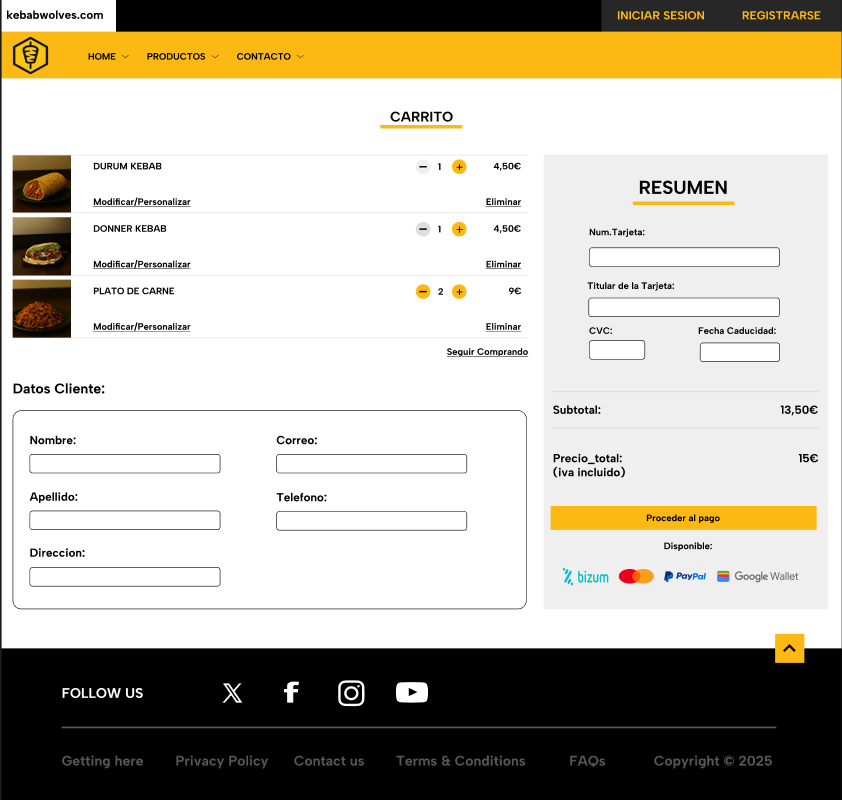 kebabwolves.com
INICIAR SESION
REGISTRARSE
HOME
PRODUCTOS
CONTACTO
CARRITO
DURUM KEBAB
1
4,50€
Modificar/Personalizar
Eliminar
DONNER KEBAB
1
4,50€
Modificar/Personalizar
Eliminar
PLATO DE CARNE
2
9€
Modificar/Personalizar
Eliminar
Seguir Comprando
Datos Cliente:
Nombre:
Correo:
Apellido:
Telefono:
Direccion:
RESUMEN
Num.Tarjeta:
Titular de la Tarjeta:
CVC:
Fecha Caducidad:
Subtotal:
13,50€
Precio_total:
15€
(iva incluido)
Proceder al pago
Disponible:
bizum
PayPal
Google Wallet
FOLLOW US
Getting here
Privacy Policy
Contact us
Terms & Conditions
FAQs
Copyright © 2025